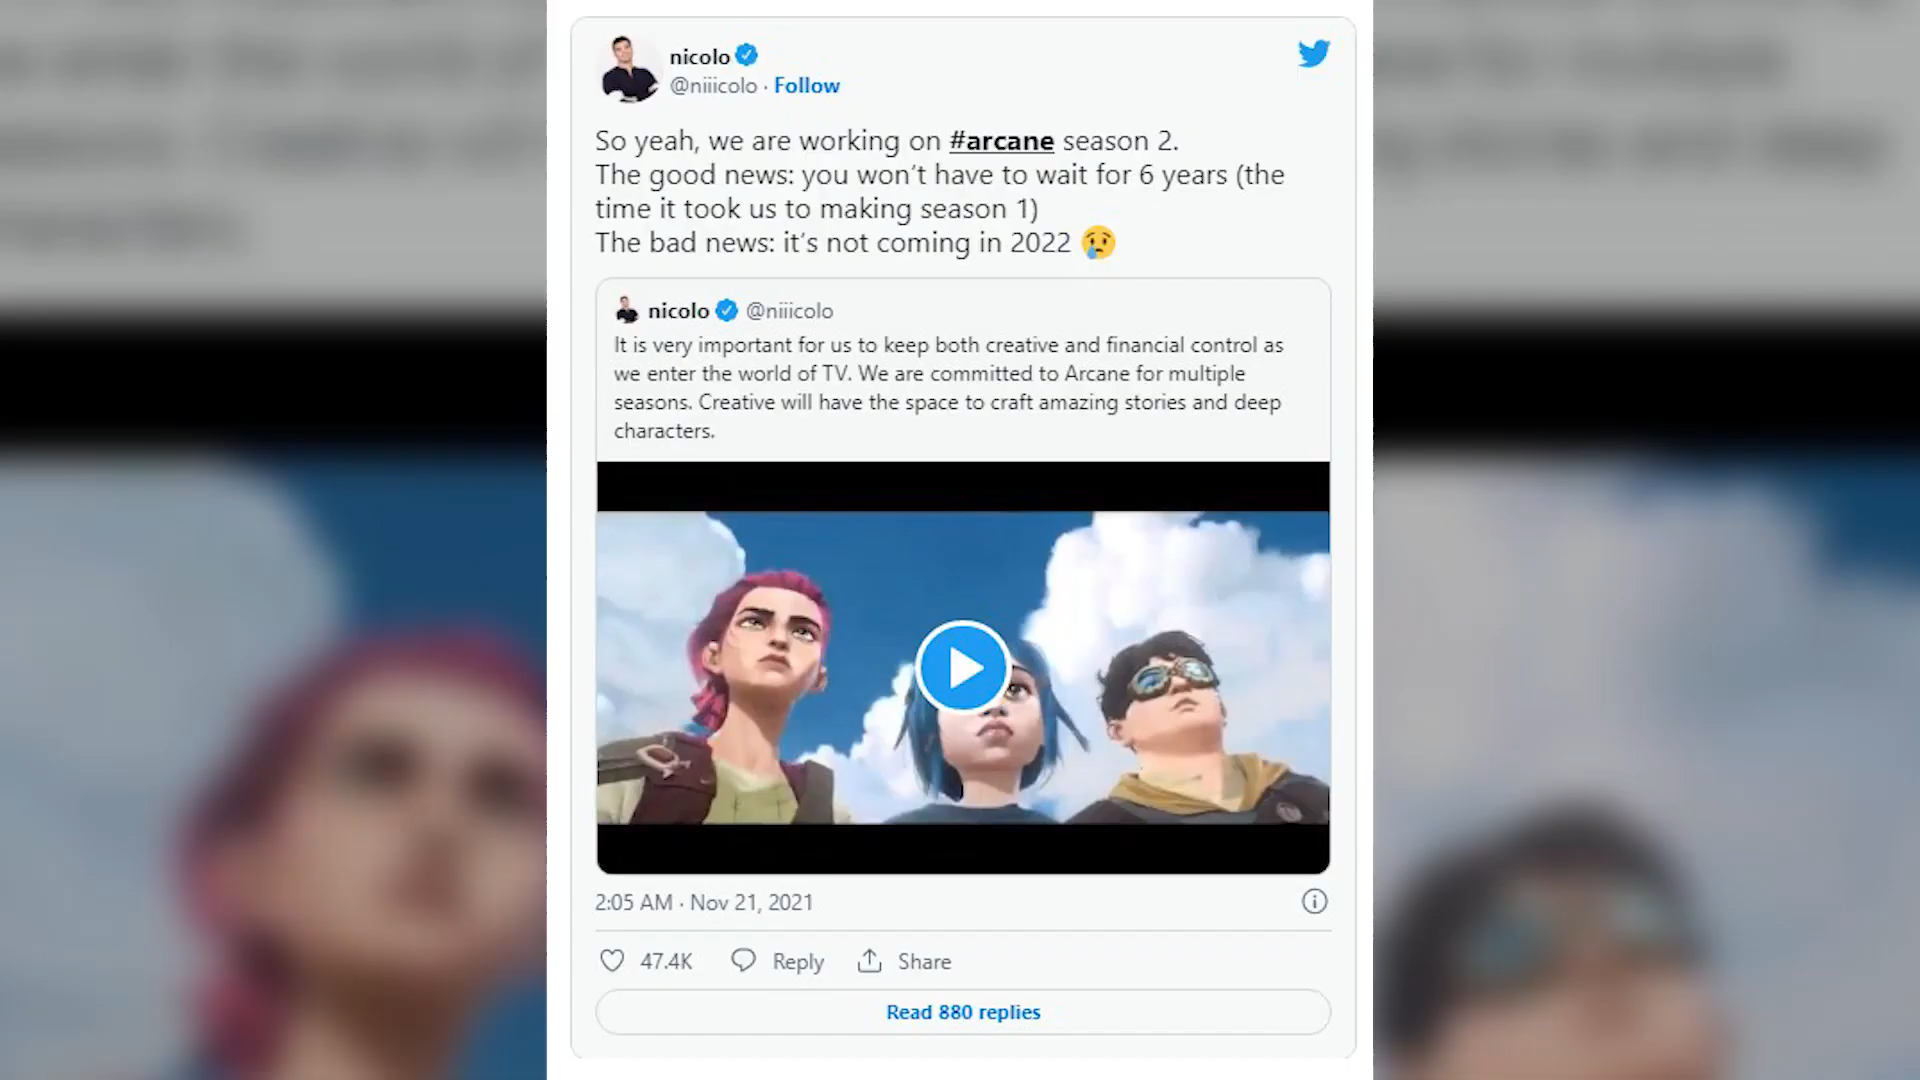 nicolo
@niiicolo · Follow
So yeah, we are working on #arcane season 2.
The good news: you won't have to wait for 6 years (the
time it took us to making season 1)
The bad news: it's not coming in 2022 😢
nicolo @niiicolo
It is very important for us to keep both creative and financial control as
we enter the world of TV. We are committed to Arcane for multiple
seasons. Creative will have the space to craft amazing stories and deep
characters.
2:05 AM · Nov 21, 2021
47.4K Reply Share
Read 880 replies